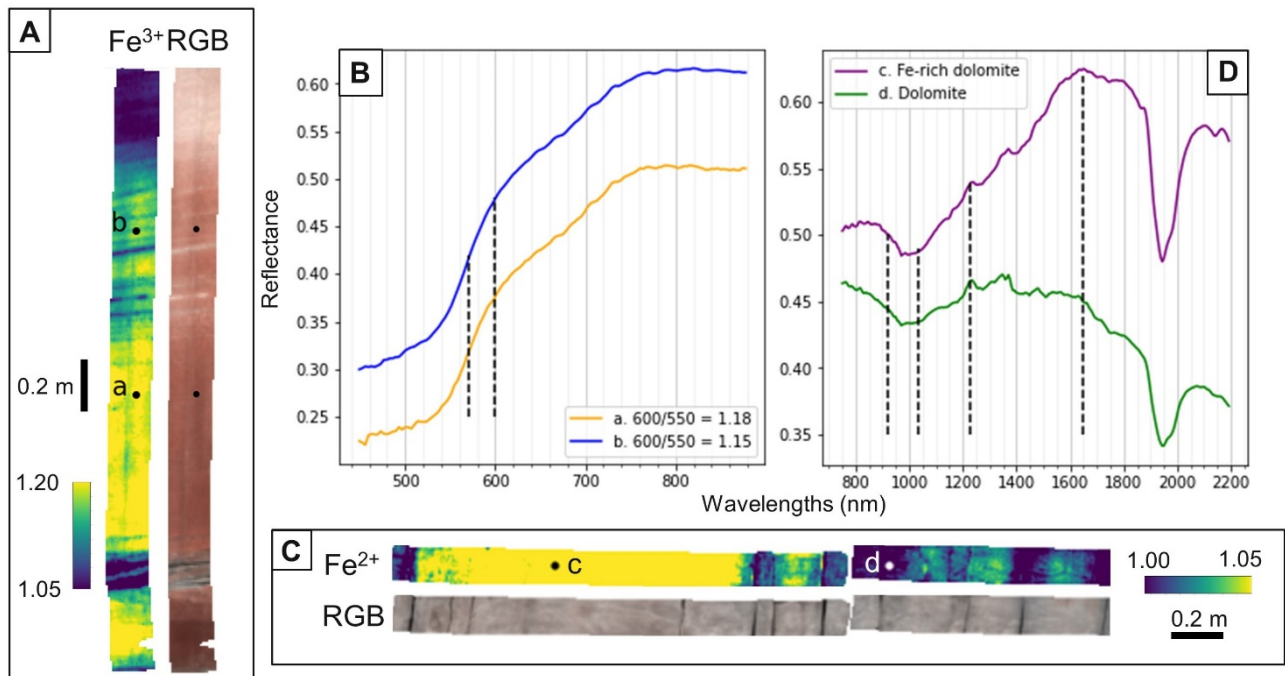 A
Fe³⁺ RGB
b
a
0.2 m
1.20
1.05
B
0.60
0.55
0.50
0.45
0.40
0.35
0.30
0.25
Reflectance
500 600 700 800
a. 600/550 = 1.18
b. 600/550 = 1.15
D
c. Fe-rich dolomite
d. Dolomite
0.60
0.55
0.50
0.45
0.40
0.35
800 1000 1200 1400 1600 1800 2000 2200
Wavelengths (nm)
C
Fe²⁺
c
d
RGB
1.00 1.05
0.2 m